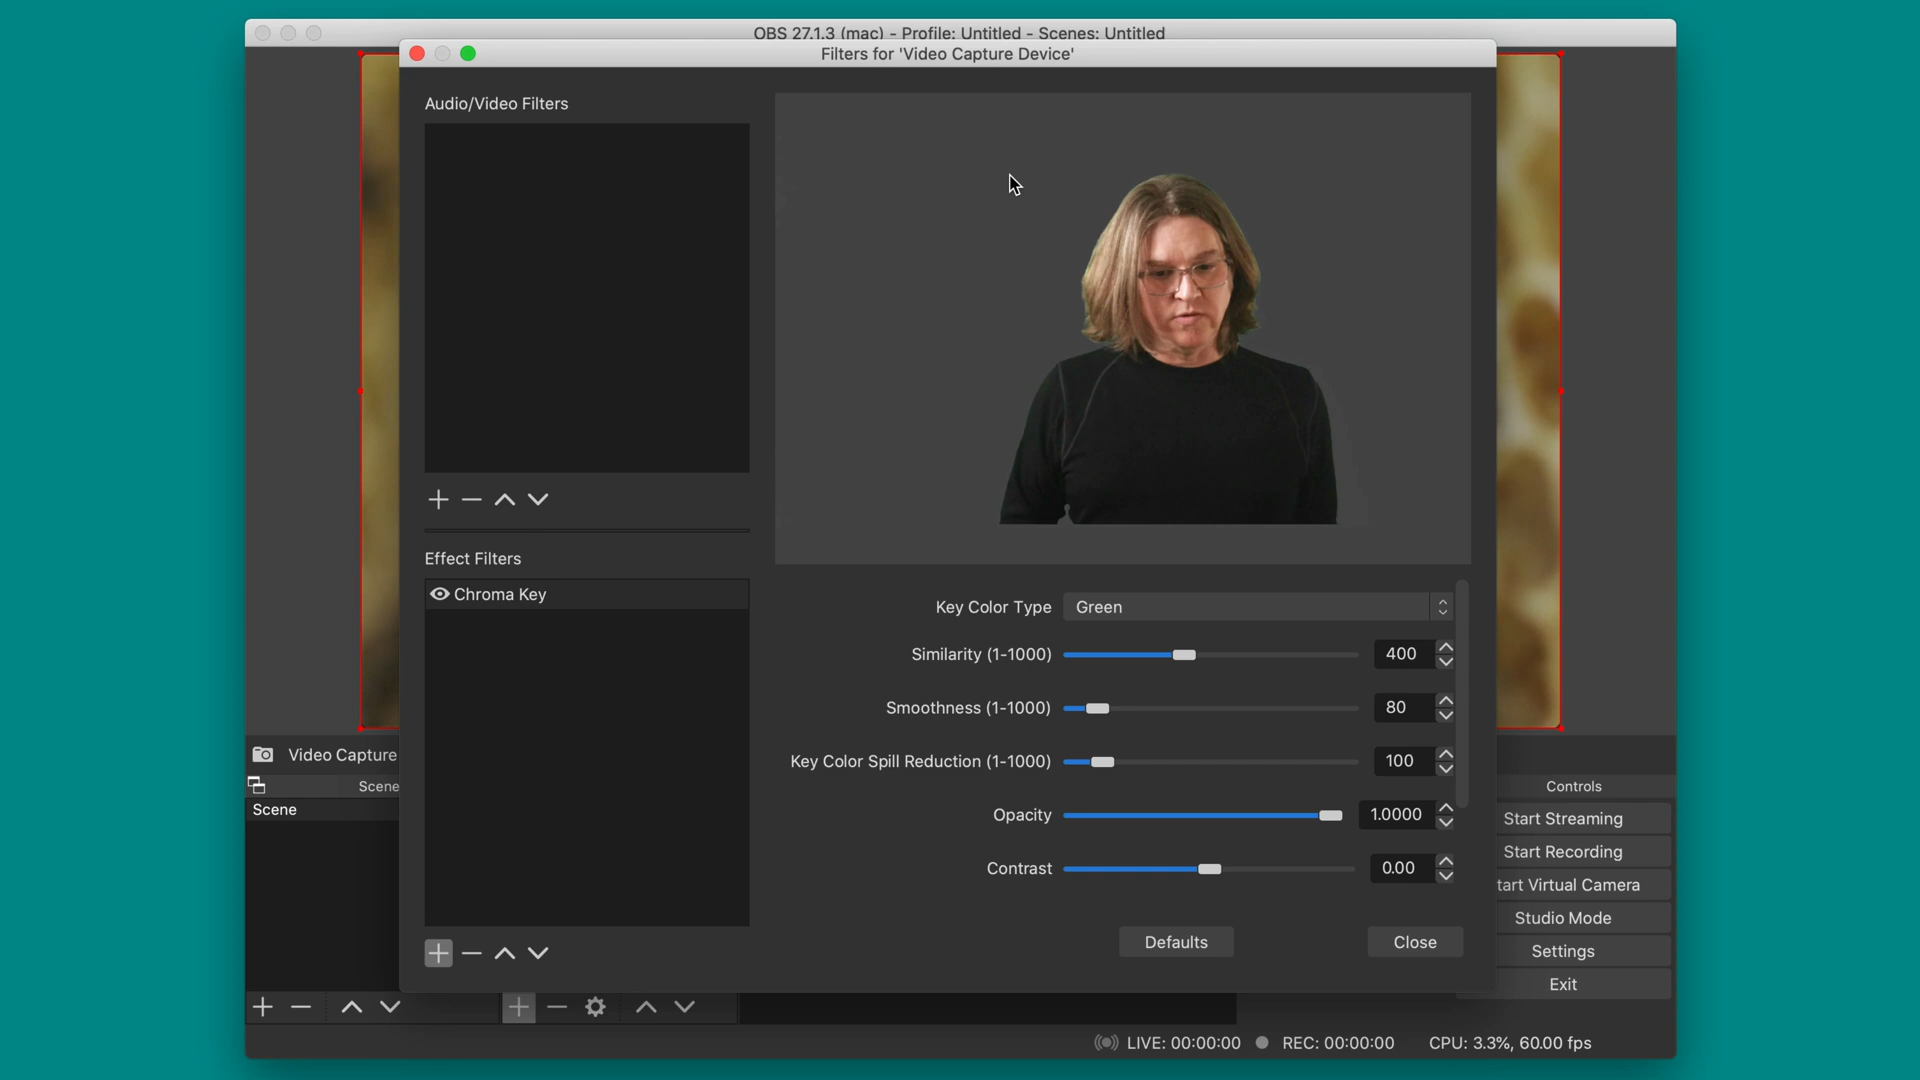 OBS 27.1.3 (mac) - Profile: Untitled - Scenes: Untitled
Filters for 'Video Capture Device'
Audio/Video Filters
Effect Filters
Chroma Key
Key Color Type Green
Similarity (1-1000) 400
Smoothness (1-1000) 80
Key Color Spill Reduction (1-1000) 100
Opacity 1.0000
Contrast 0.00
Defaults Close
Video Capture
Scene
Scene
Controls
Start Streaming
Start Recording
tart Virtual Camera
Studio Mode
Settings
Exit
LIVE: 00:00:00 REC: 00:00:00 CPU: 3.3%, 60.00 fps